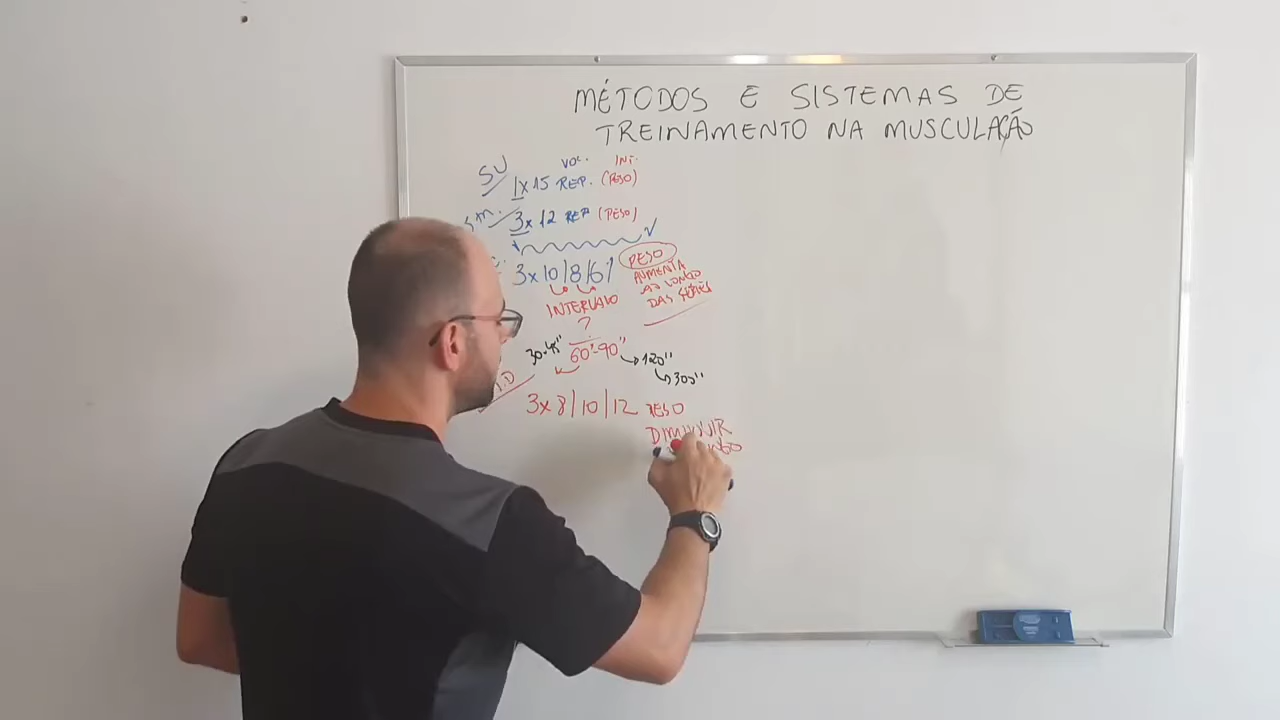 MÉTODOS E SISTEMAS DE
TREINAMENTO NA MUSCULAÇÃO
VOL. INT.
SU 1x15 REP. (PESO)
3x12 REP (PESO)
3x10/8/6
PESO
AUMENTA
AO LONGO
DAS SÉRIES
INTERVALO
?
30-45" 60"-90" 120"
300"
3x8/10/12 PESO
DIMINUIR